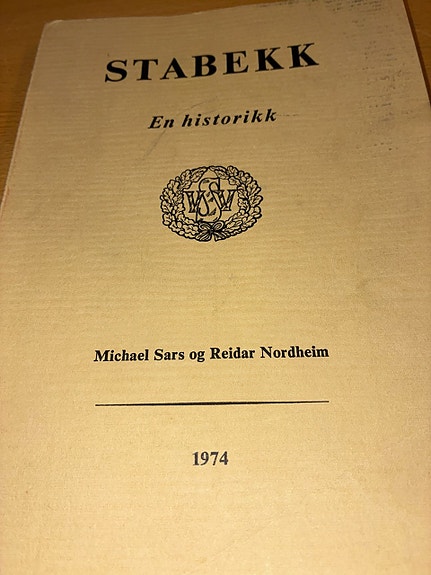 STABEKK
En historikk
Michael Sars og Reidar Nordheim
1974